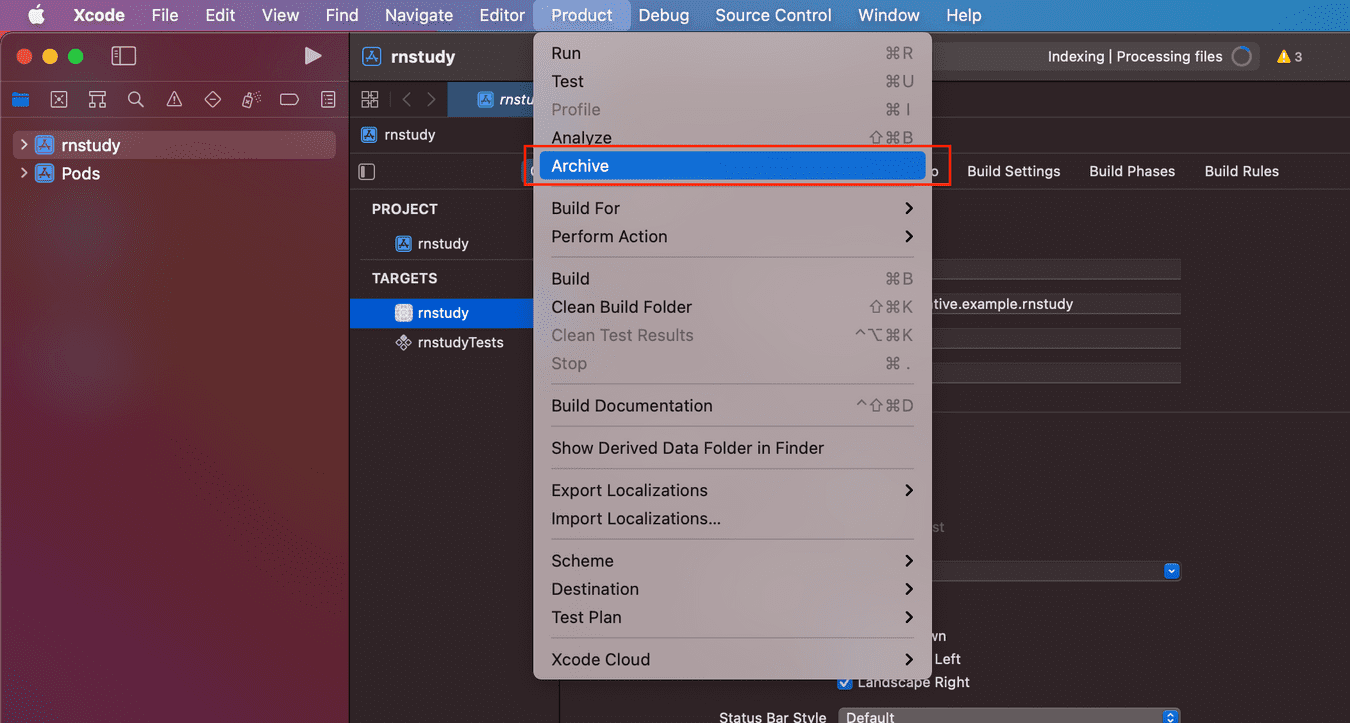 Xcode File Edit View Find Navigate Editor Product Debug Source Control Window Help
rnstudy
Indexing | Processing files
3
rnstudy
Pods
rnstudy
PROJECT
rnstudy
TARGETS
rnstudy
rnstudyTests
Run ⌘R
Test ⌘U
Profile ⌘I
Analyze ⇧⌘B
Archive
Build For
Perform Action
Build ⌘B
Clean Build Folder ⇧⌘K
Clean Test Results ^⌥⌘K
Stop ⌘.
Build Documentation ^⇧⌘D
Show Derived Data Folder in Finder
Export Localizations
Import Localizations...
Scheme
Destination
Test Plan
Xcode Cloud
Build Settings Build Phases Build Rules
tive.example.rnstudy
Left
Landscape Right
Status Bar Style Default